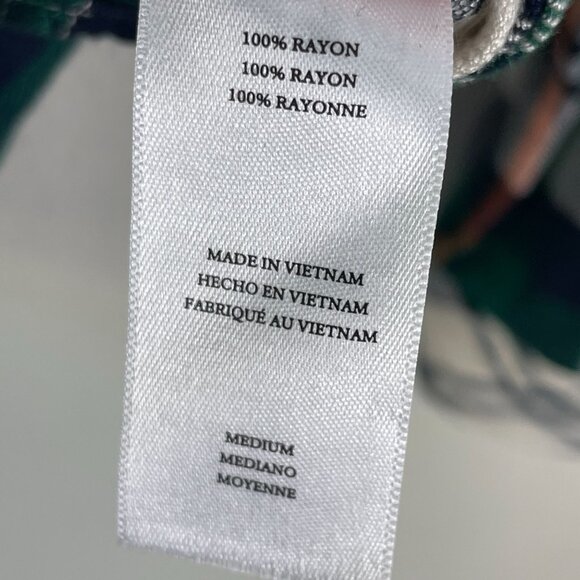 100% RAYON
100% RAYON
100% RAYONNE
MADE IN VIETNAM
HECHO EN VIETNAM
FABRIQUÉ AU VIETNAM
MEDIUM
MEDIANO
MOYENNE